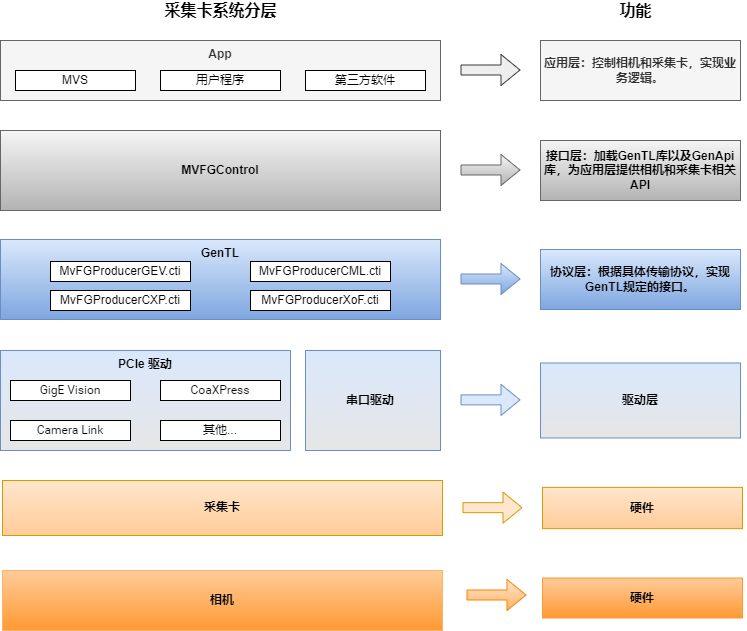 采集卡系统分层
功能
App
MVS
用户程序
第三方软件
应用层：控制相机和采集卡，实现业
务逻辑。
MVFGControl
接口层：加载GenTL库以及GenApi
库，为应用层提供相机和采集卡相关
API
GenTL
MvFGProducerGEV.cti
MvFGProducerCML.cti
MvFGProducerCXP.cti
MvFGProducerXoF.cti
协议层：根据具体传输协议，实现
GenTL规定的接口。
PCIe 驱动
GigE Vision
CoaXPress
Camera Link
其他...
串口驱动
驱动层
采集卡
硬件
相机
硬件